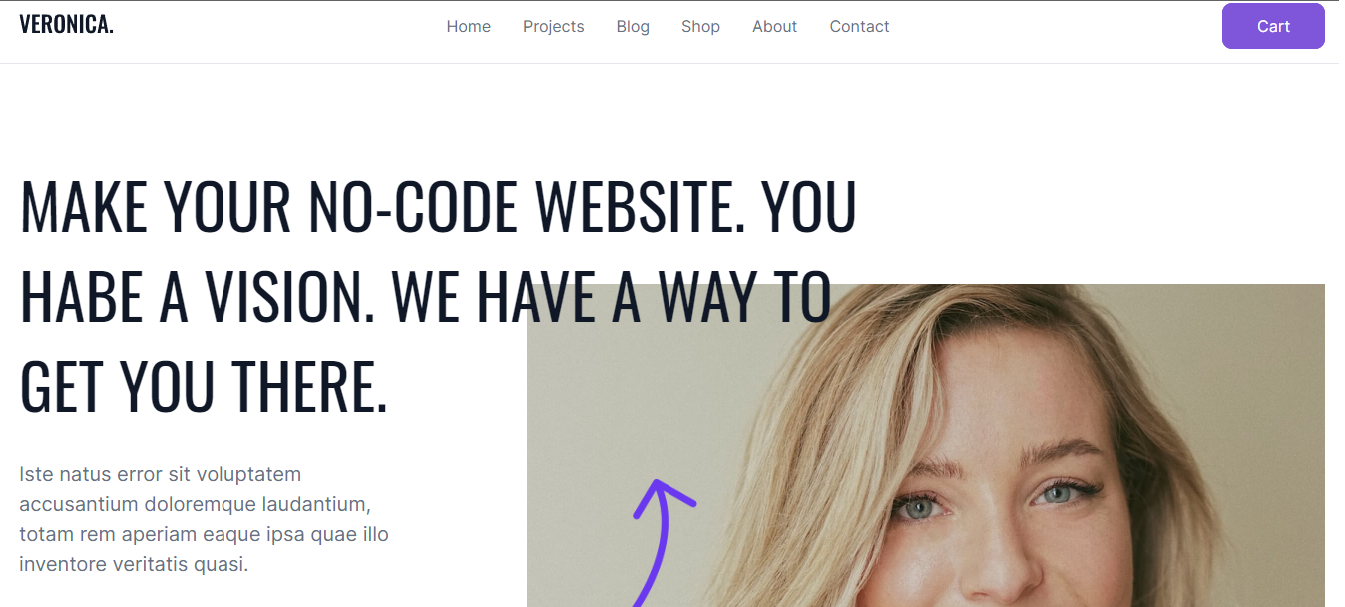 VERONICA.
Home Projects Blog Shop About Contact
Cart
MAKE YOUR NO-CODE WEBSITE. YOU
HABE A VISION. WE HAVE A WAY TO
GET YOU THERE.
Iste natus error sit voluptatem
accusantium doloremque laudantium,
totam rem aperiam eaque ipsa quae illo
inventore veritatis quasi.